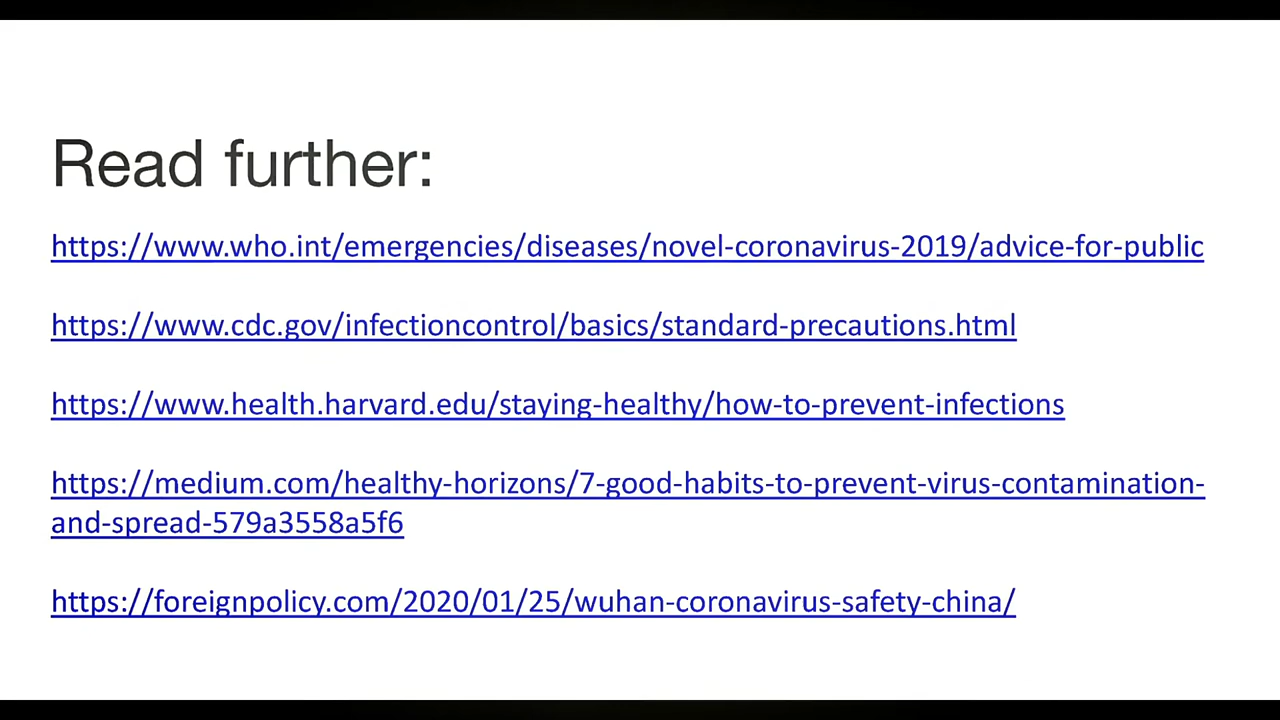 Read further:
https://www.who.int/emergencies/diseases/novel-coronavirus-2019/advice-for-public
https://www.cdc.gov/infectioncontrol/basics/standard-precautions.html
https://www.health.harvard.edu/staying-healthy/how-to-prevent-infections
https://medium.com/healthy-horizons/7-good-habits-to-prevent-virus-contamination-
and-spread-579a3558a5f6
https://foreignpolicy.com/2020/01/25/wuhan-coronavirus-safety-china/